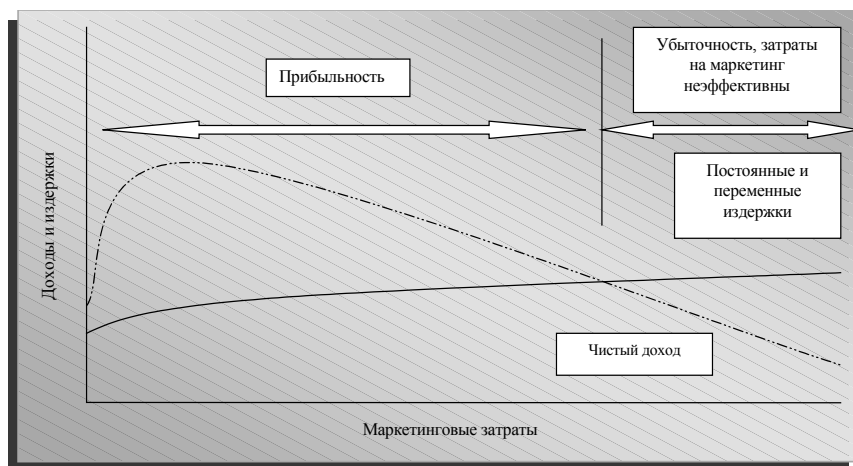 Убыточность, затраты
на маркетинг
неэффективны
Прибыльность
Постоянные и
переменные
издержки
Доходы и издержки
Чистый доход
Маркетинговые затраты